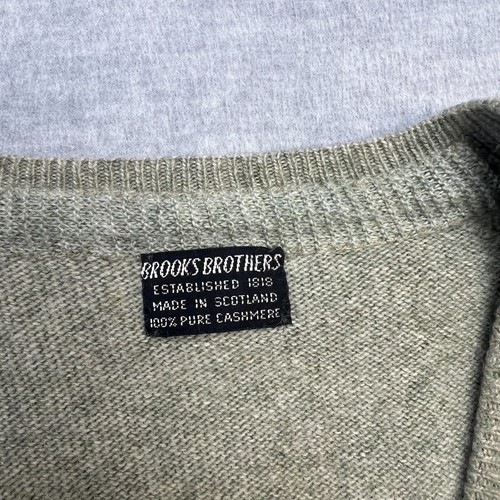 BROOKS BROTHERS
ESTABLISHED 1818
MADE IN SCOTLAND
100% PURE CASHMERE